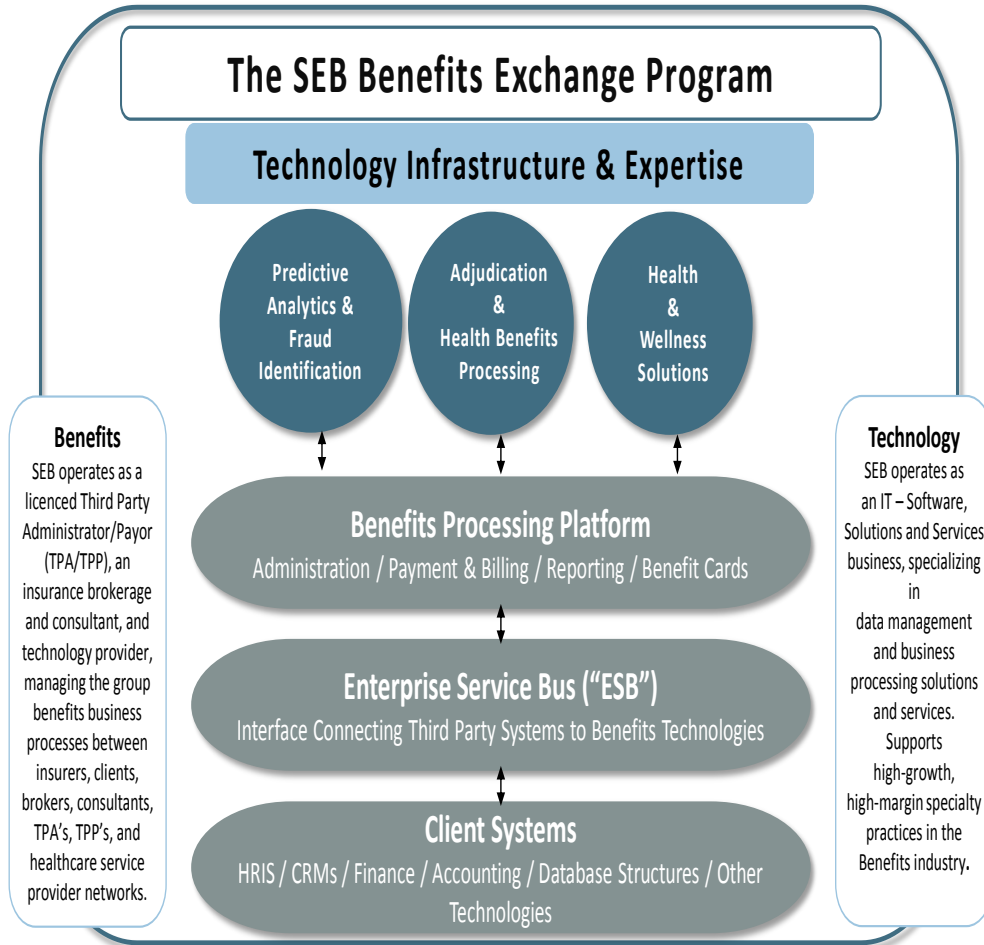 The SEB Benefits Exchange Program
Technology Infrastructure & Expertise
Predictive
Analytics &
Fraud
Identification
Adjudication
&
Health Benefits
Processing
Health
&
Wellness
Solutions
Benefits
SEB operates as a
licenced Third Party
Administrator/Payor
(TPA/TPP), an
insurance brokerage
and consultant, and
technology provider,
managing the group
benefits business
processes between
insurers, clients,
brokers, consultants,
TPA’s, TPP’s, and
healthcare service
provider networks.
Benefits Processing Platform
Administration / Payment & Billing / Reporting / Benefit Cards
Enterprise Service Bus (“ESB”)
Interface Connecting Third Party Systems to Benefits Technologies
Client Systems
HRIS / CRMs / Finance / Accounting / Database Structures / Other
Technologies
Technology
SEB operates as
an IT – Software,
Solutions and Services
business, specializing
in
data management
and business
processing solutions
and services.
Supports
high-growth,
high-margin specialty
practices in the
Benefits industry.